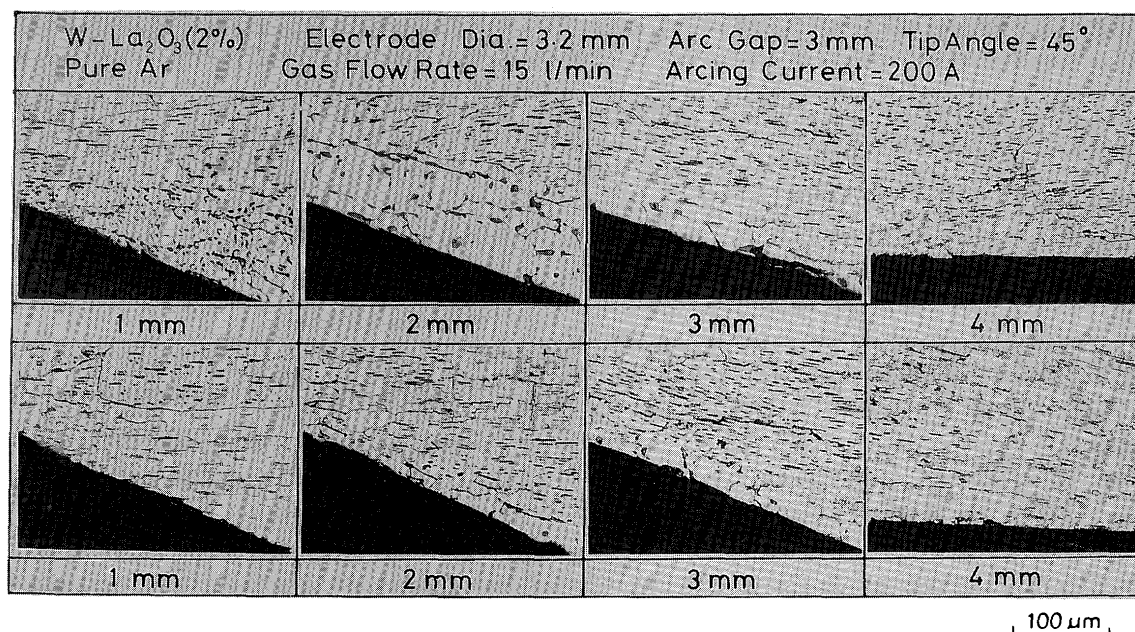 W-La₂O₃(2%) Electrode Dia.=3·2 mm Arc Gap=3 mm Tip Angle=45°
Pure Ar Gas Flow Rate=15 l/min Arcing Current=200 A
1 mm 2 mm 3 mm 4 mm
1 mm 2 mm 3 mm 4 mm
100 μm